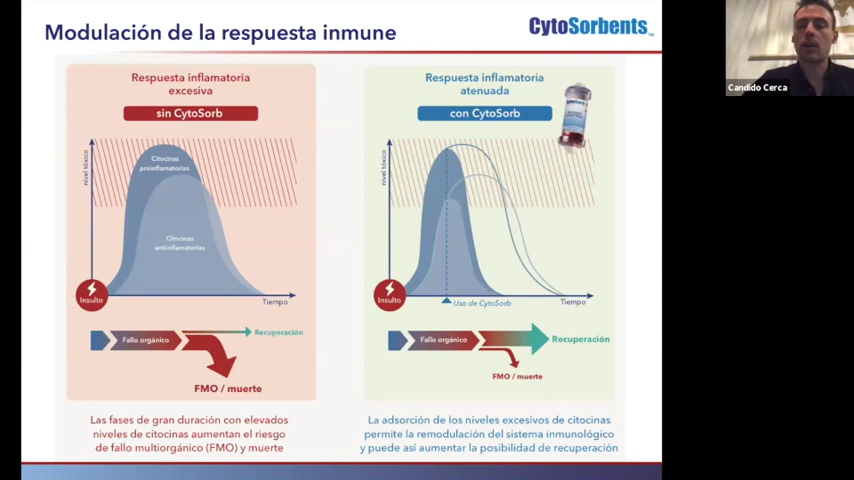 Modulación de la respuesta inmune
CytoSorbents™
Candido Cerca
Respuesta inflamatoria
excesiva
sin CytoSorb
nivel tóxico
Citocinas
proinflamatorias
Citocinas
antiinflamatorias
Insulto
Tiempo
Fallo orgánico
Recuperación
FMO / muerte
Las fases de gran duración con elevados
niveles de citocinas aumentan el riesgo
de fallo multiorgánico (FMO) y muerte
Respuesta inflamatoria
atenuada
con CytoSorb
nivel tóxico
Insulto
Uso de CytoSorb
Tiempo
Fallo orgánico
Recuperación
FMO / muerte
La adsorción de los niveles excesivos de citocinas
permite la remodulación del sistema inmunológico
y puede así aumentar la posibilidad de recuperación